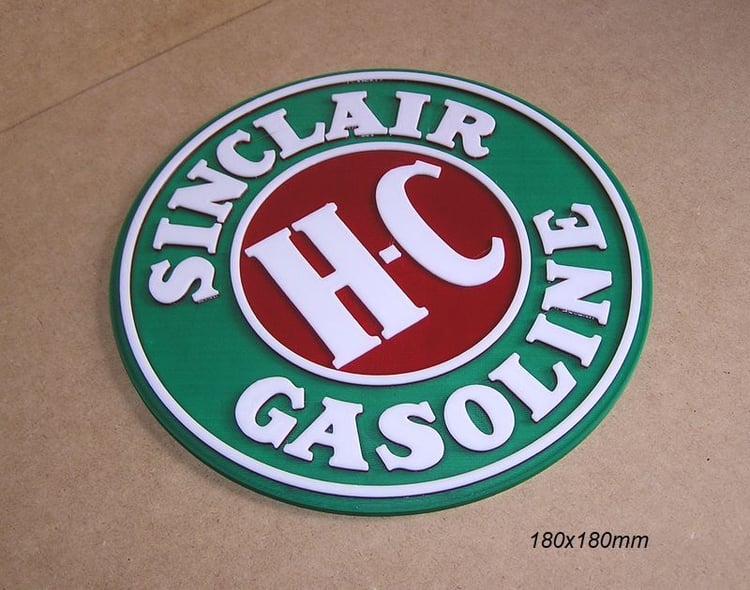 SINCLAIR
H-C
GASOLINE
180x180mm